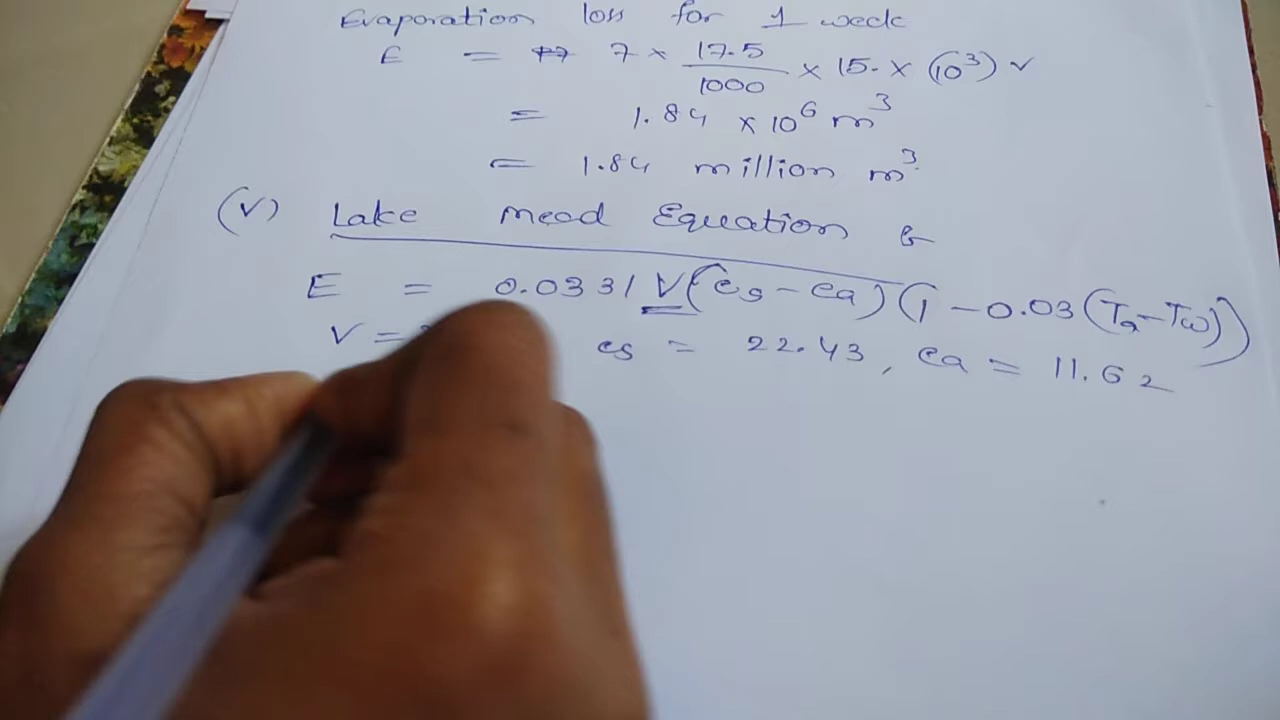 Evaporation loss for 1 week
E = 7 × 17.5/1000 × 15. × (10³) ✓
= 1.84 × 10⁶ m³
= 1.84 million m³
(V) Lake Mead Equation
E = 0.0331 V (es - ea) (1 - 0.03 (Ta - Tw))
V = es = 22.43, ea = 11.62